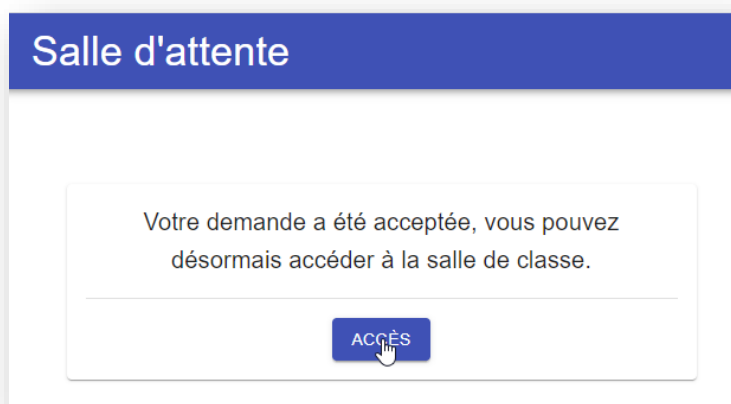 Salle d'attente
Votre demande a été acceptée, vous pouvez
désormais accéder à la salle de classe.
ACCÈS